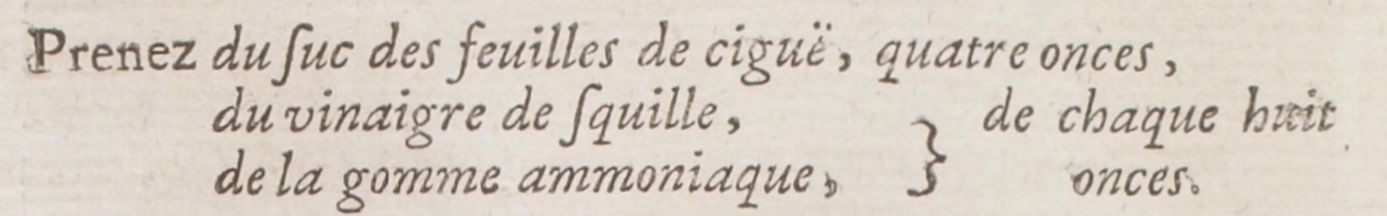 Prenez du ſuc des feuilles de ciguë, quatre onces,
du vinaigre de ſquille, } de chaque huit
de la gomme ammoniaque, onces.